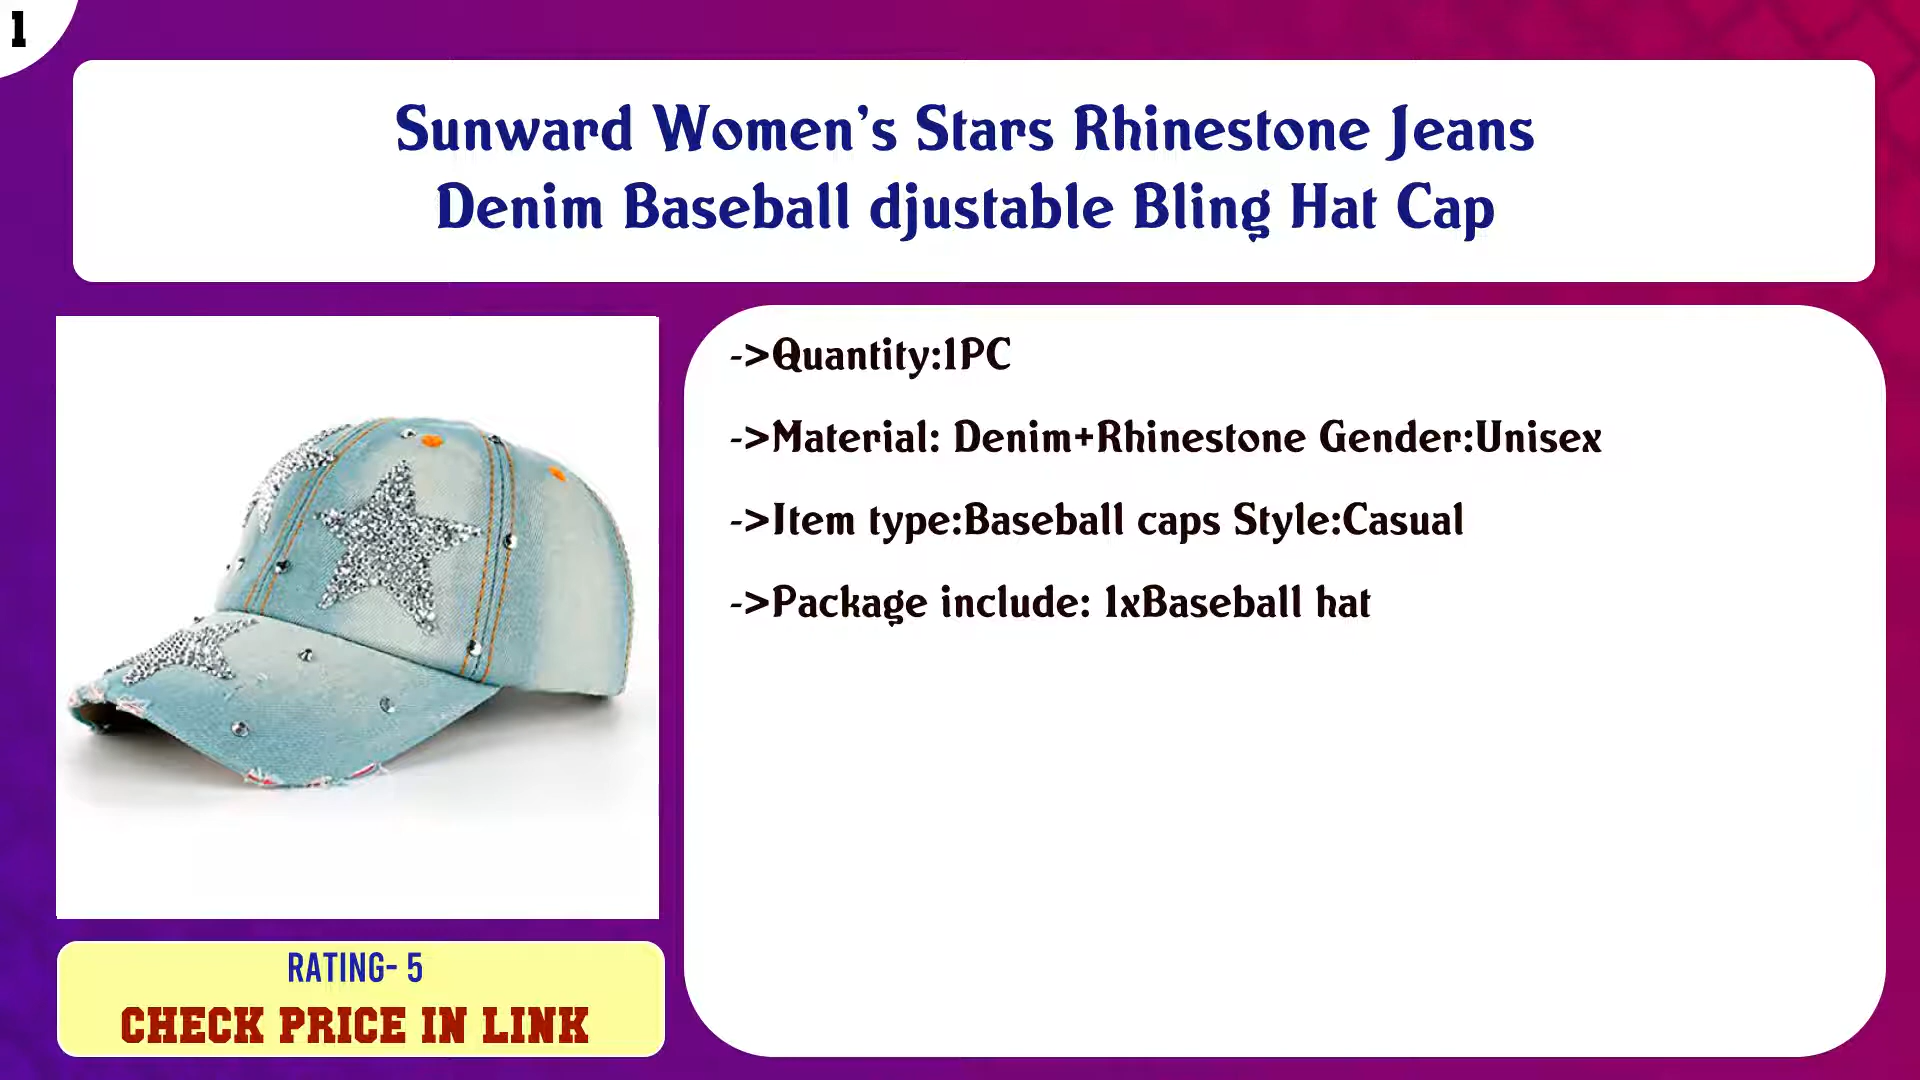 1
Sunward Women's Stars Rhinestone Jeans
Denim Baseball djustable Bling Hat Cap
->Quantity:1PC
->Material: Denim+Rhinestone Gender:Unisex
->Item type:Baseball caps Style:Casual
->Package include: 1xBaseball hat
RATING- 5
CHECK PRICE IN LINK